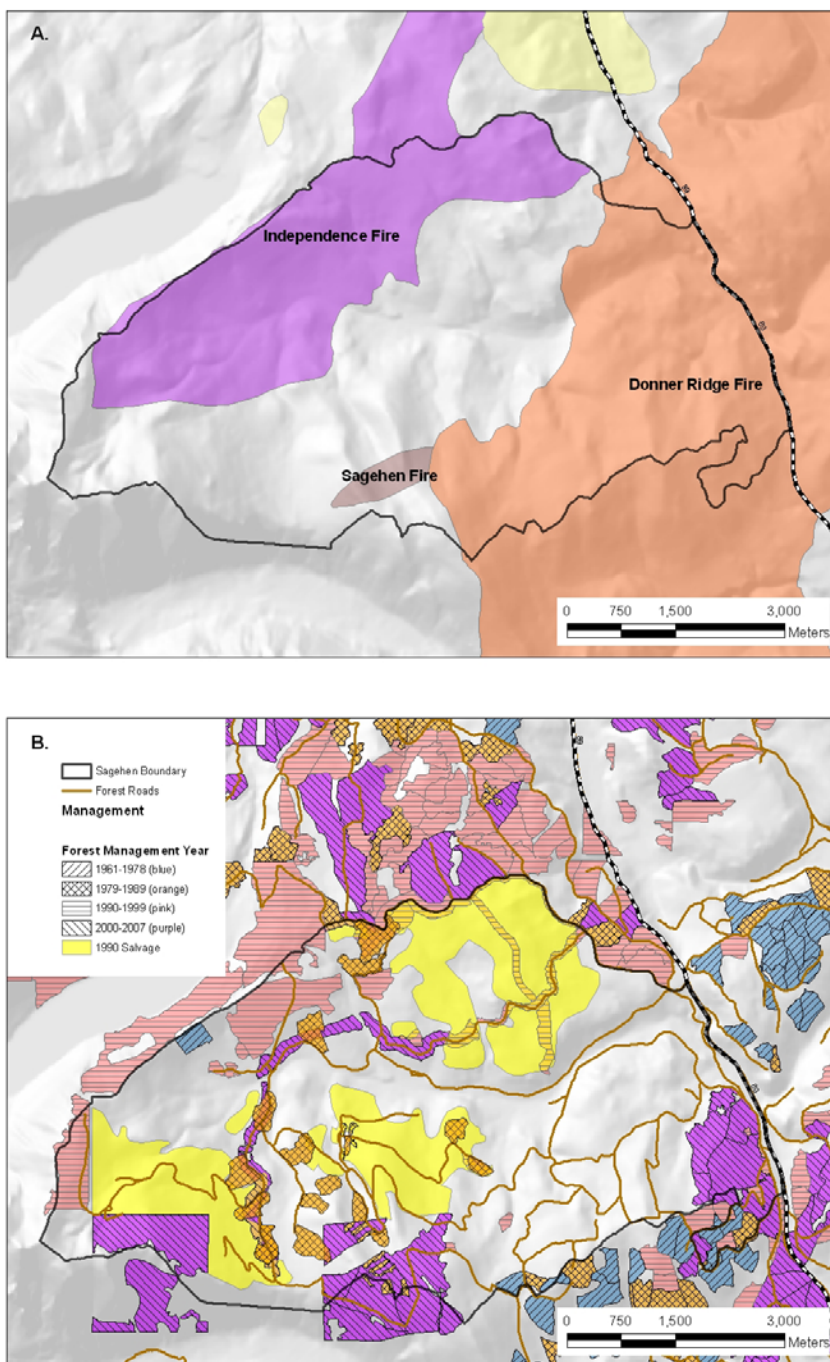 A.
Independence Fire
Donner Ridge Fire
Sagehen Fire
0 750 1,500 3,000
Meters
B.
Sagehen Boundary
Forest Roads
Management
Forest Management Year
1961-1978 (blue)
1979-1989 (orange)
1990-1999 (pink)
2000-2007 (purple)
1990 Salvage
0 750 1,500 3,000
Meters